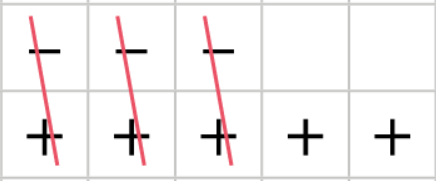 − − −
+ + + + +